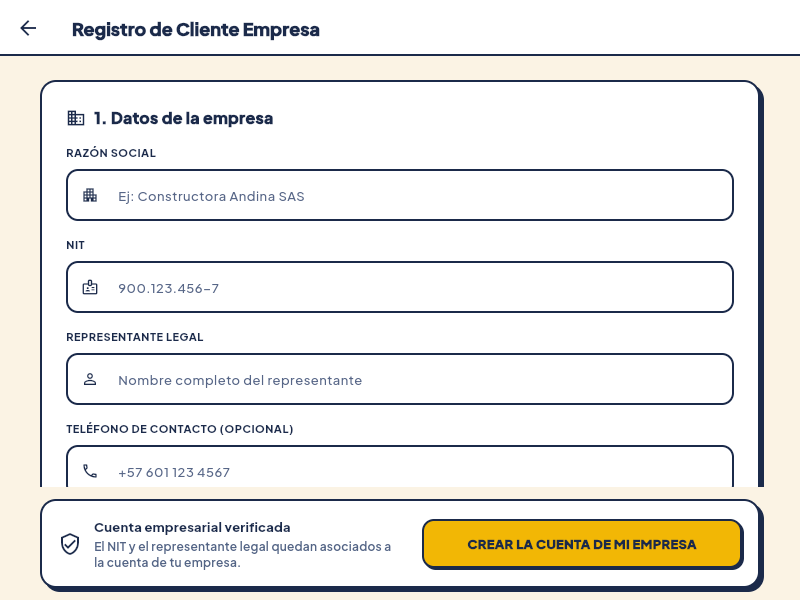 Registro de Cliente Empresa
1. Datos de la empresa
RAZÓN SOCIAL
Ej: Constructora Andina SAS
NIT
900.123.456-7
REPRESENTANTE LEGAL
Nombre completo del representante
TELÉFONO DE CONTACTO (OPCIONAL)
+57 601 123 4567
Cuenta empresarial verificada
El NIT y el representante legal quedan asociados a
la cuenta de tu empresa.
CREAR LA CUENTA DE MI EMPRESA